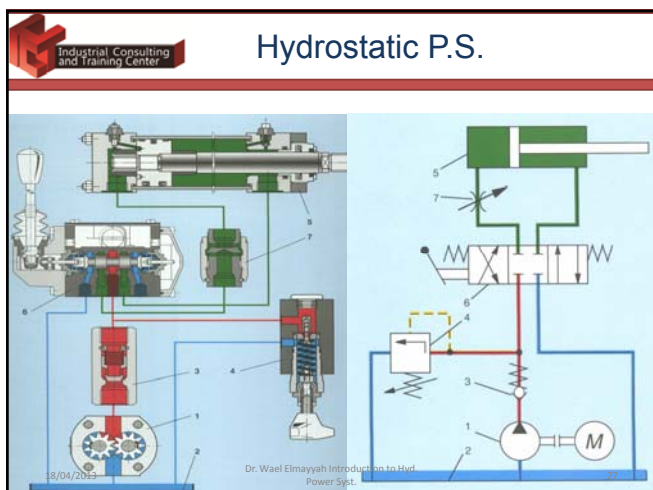 Industrial Consulting
and Training Center
Hydrostatic P.S.
5
7
6
3
4
1
2
5
7
6
4
3
1
M
2
18/04/2013
Dr. Wael Elmayyah Introduction to Hyd.
Power Syst.